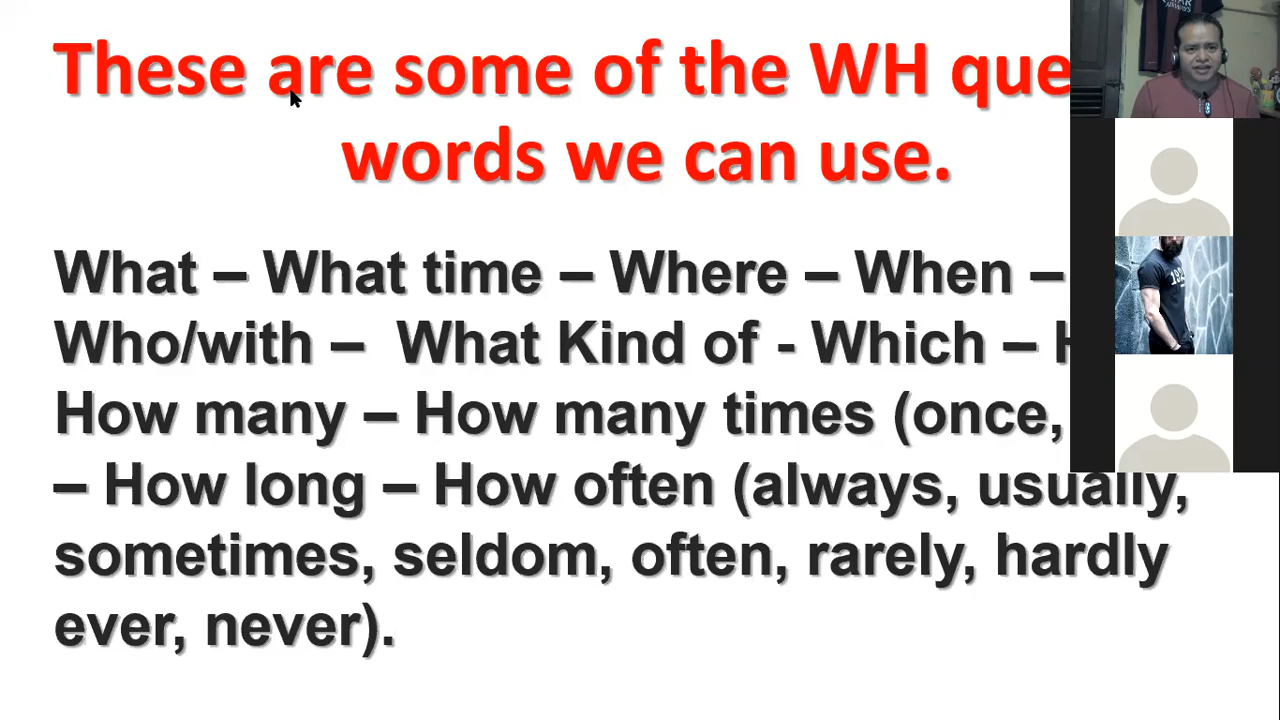 These are some of the WH
words we can use.
What – What time – Where – When –
Who/with – What Kind of - Which –
How many – How many times (once,
– How long – How often (always, usually,
sometimes, seldom, often, rarely, hardly
ever, never).